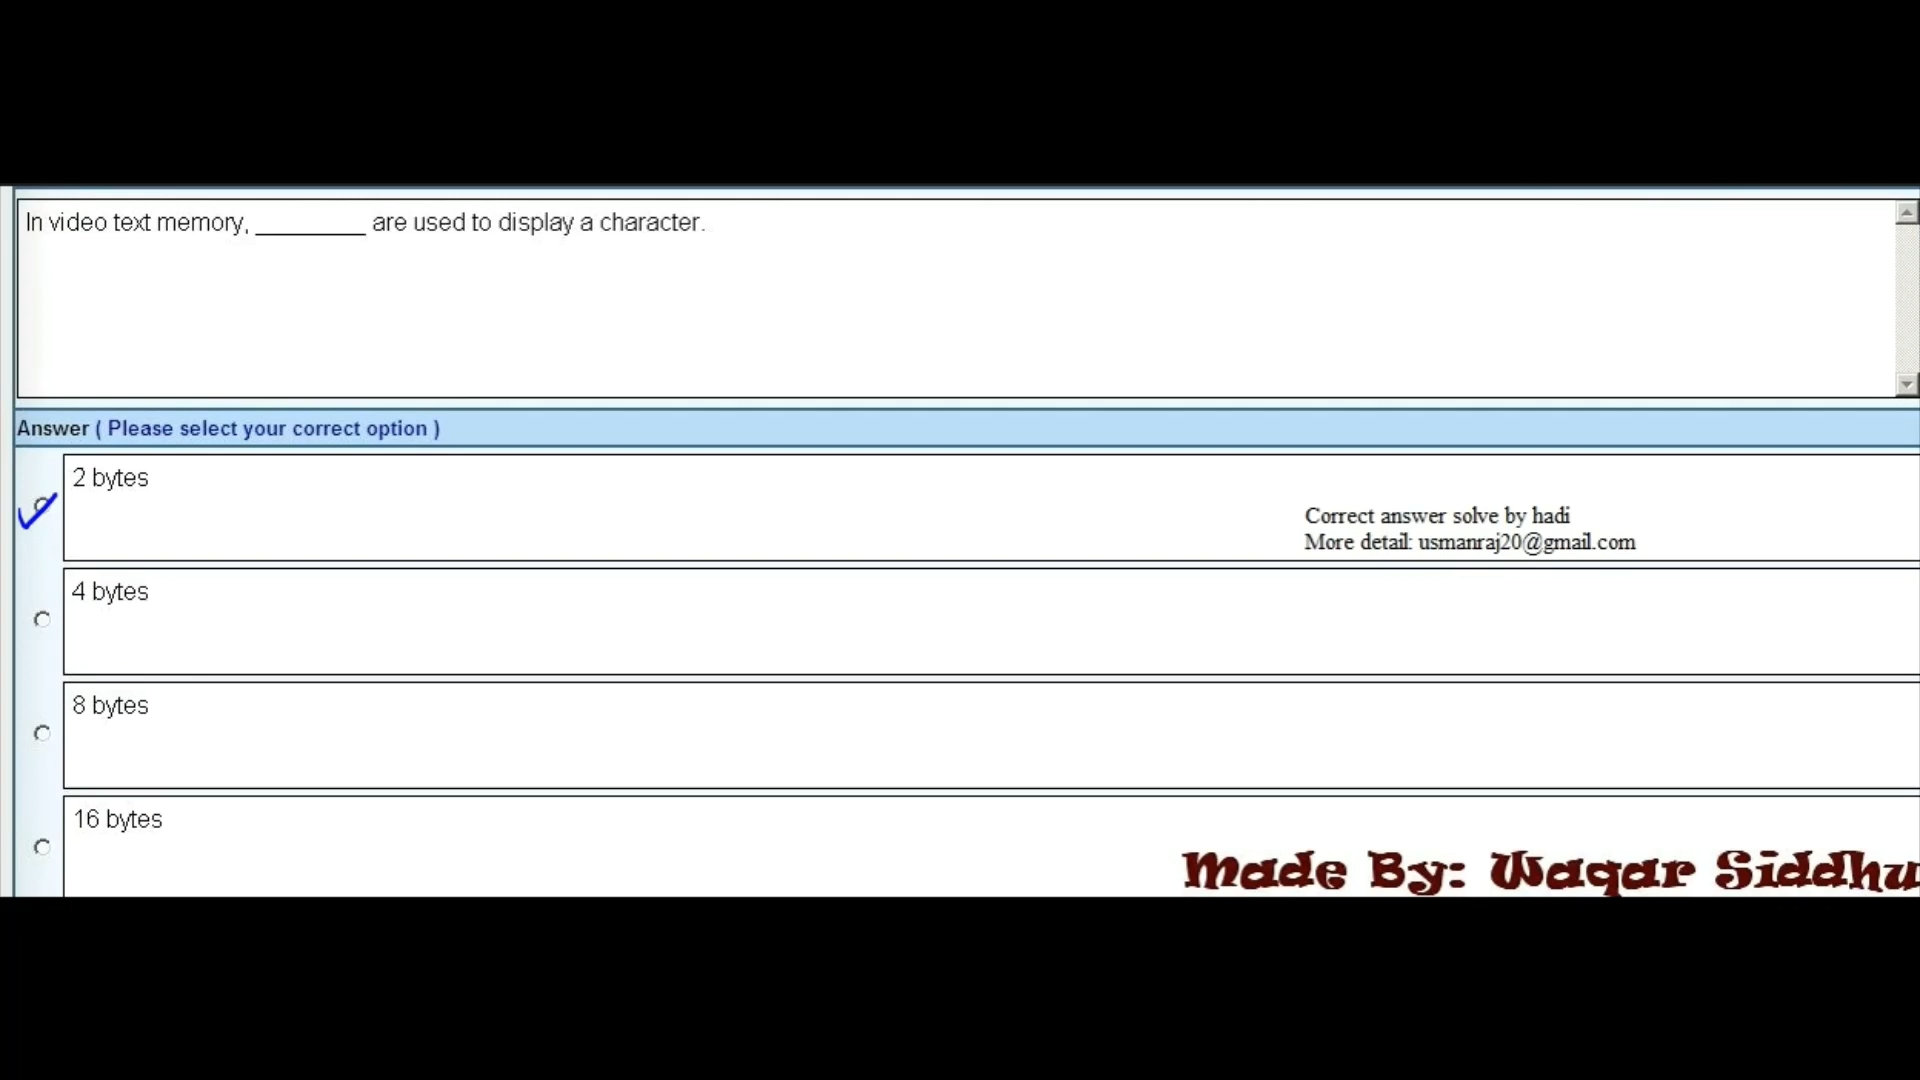 In video text memory, _________ are used to display a character.
Answer ( Please select your correct option )
2 bytes
Correct answer solve by hadi
More detail: usmanraj20@gmail.com
4 bytes
8 bytes
16 bytes
Made By: Waqar Siddhu